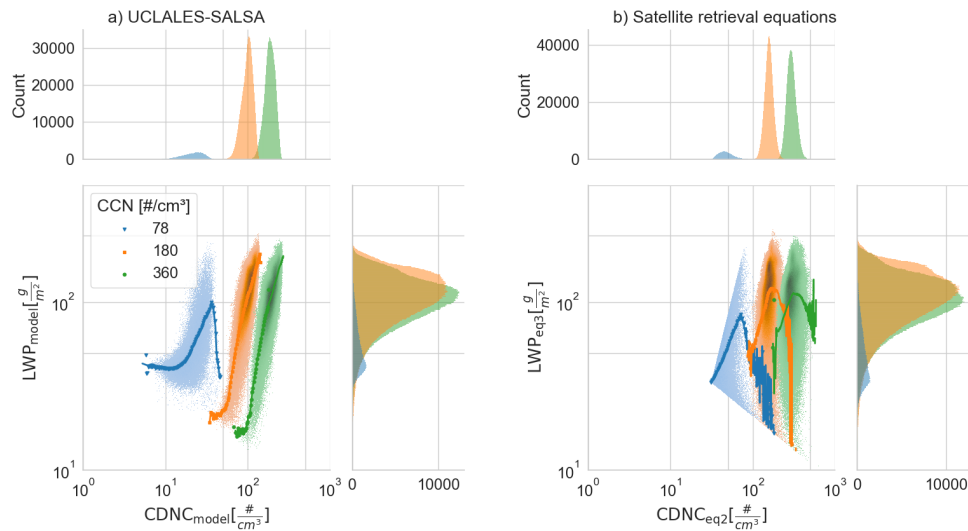 a) UCLALES-SALSA
b) Satellite retrieval equations
30000
20000
10000
0
Count
40000
20000
0
Count
CCN [#/cm³]
78
180
360
10²
10¹
LWP_model [g/m²]
10⁰ 10¹ 10² 10³
CDNC_model [#/cm³]
0 10000
10²
10¹
LWP_eq3 [g/m²]
10⁰ 10¹ 10² 10³
CDNC_eq2 [#/cm³]
0 10000